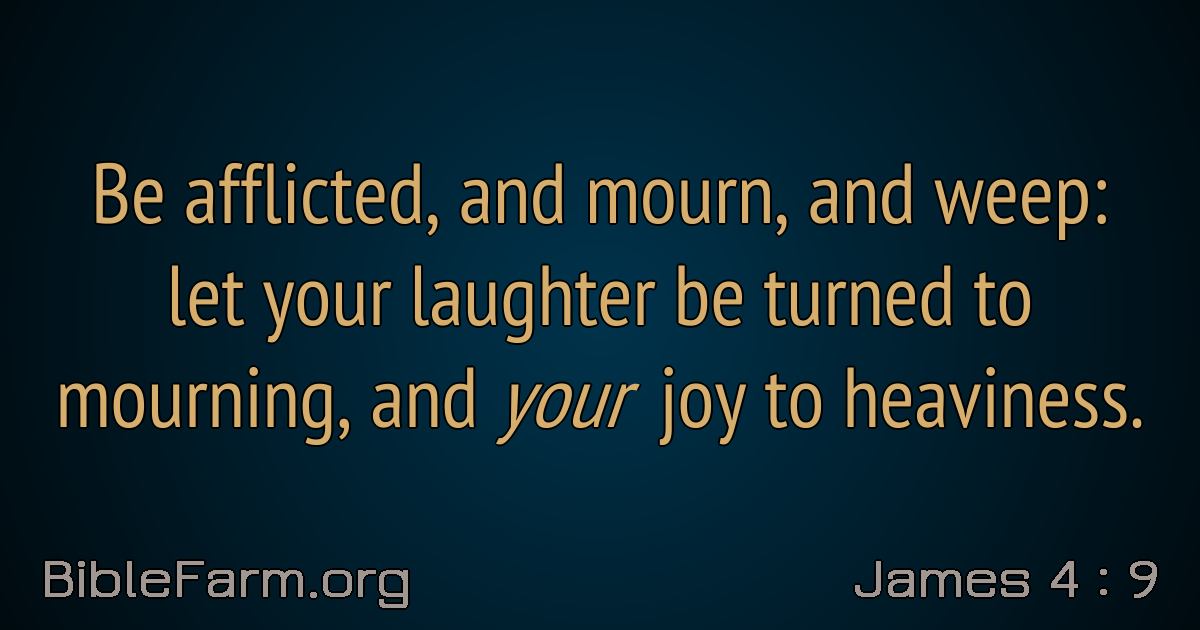 Be afflicted, and mourn, and weep:
let your laughter be turned to
mourning, and your joy to heaviness.
BibleFarm.org
James 4 : 9